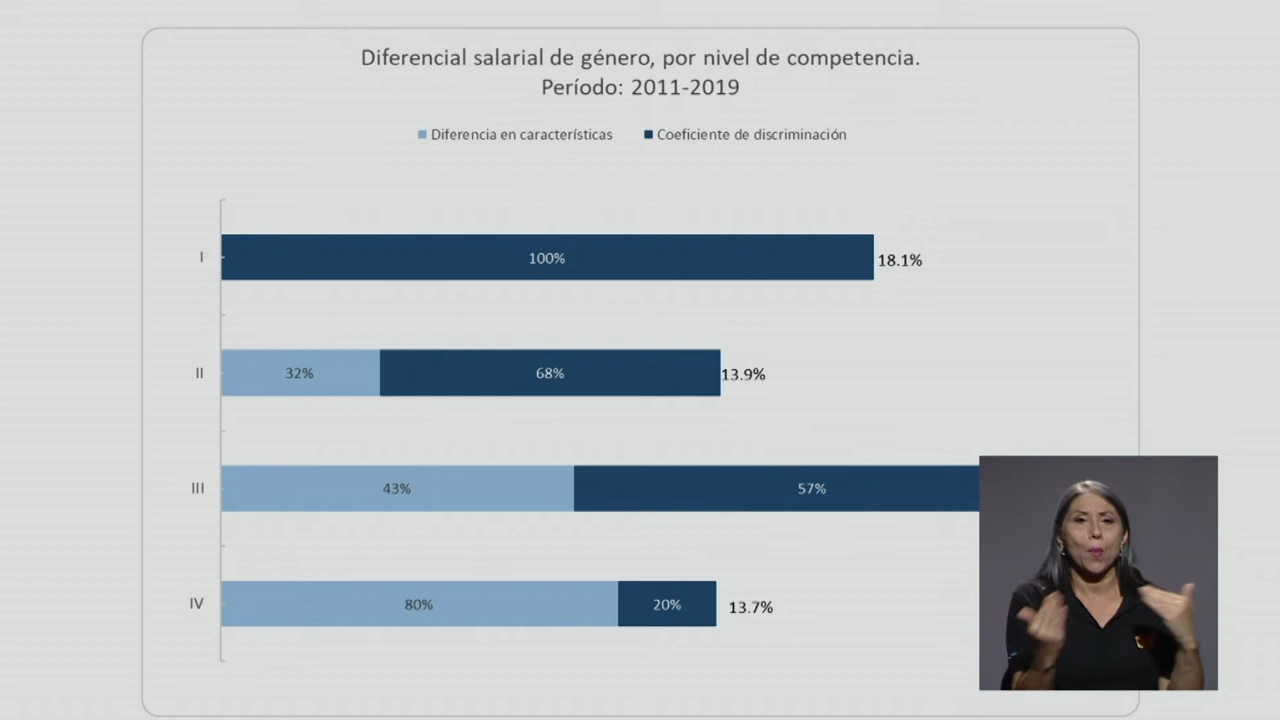 Diferencial salarial de género, por nivel de competencia.
Período: 2011-2019
Diferencia en características Coeficiente de discriminación
I 100% 18.1%
II 32% 68% 13.9%
III 43% 57%
IV 80% 20% 13.7%